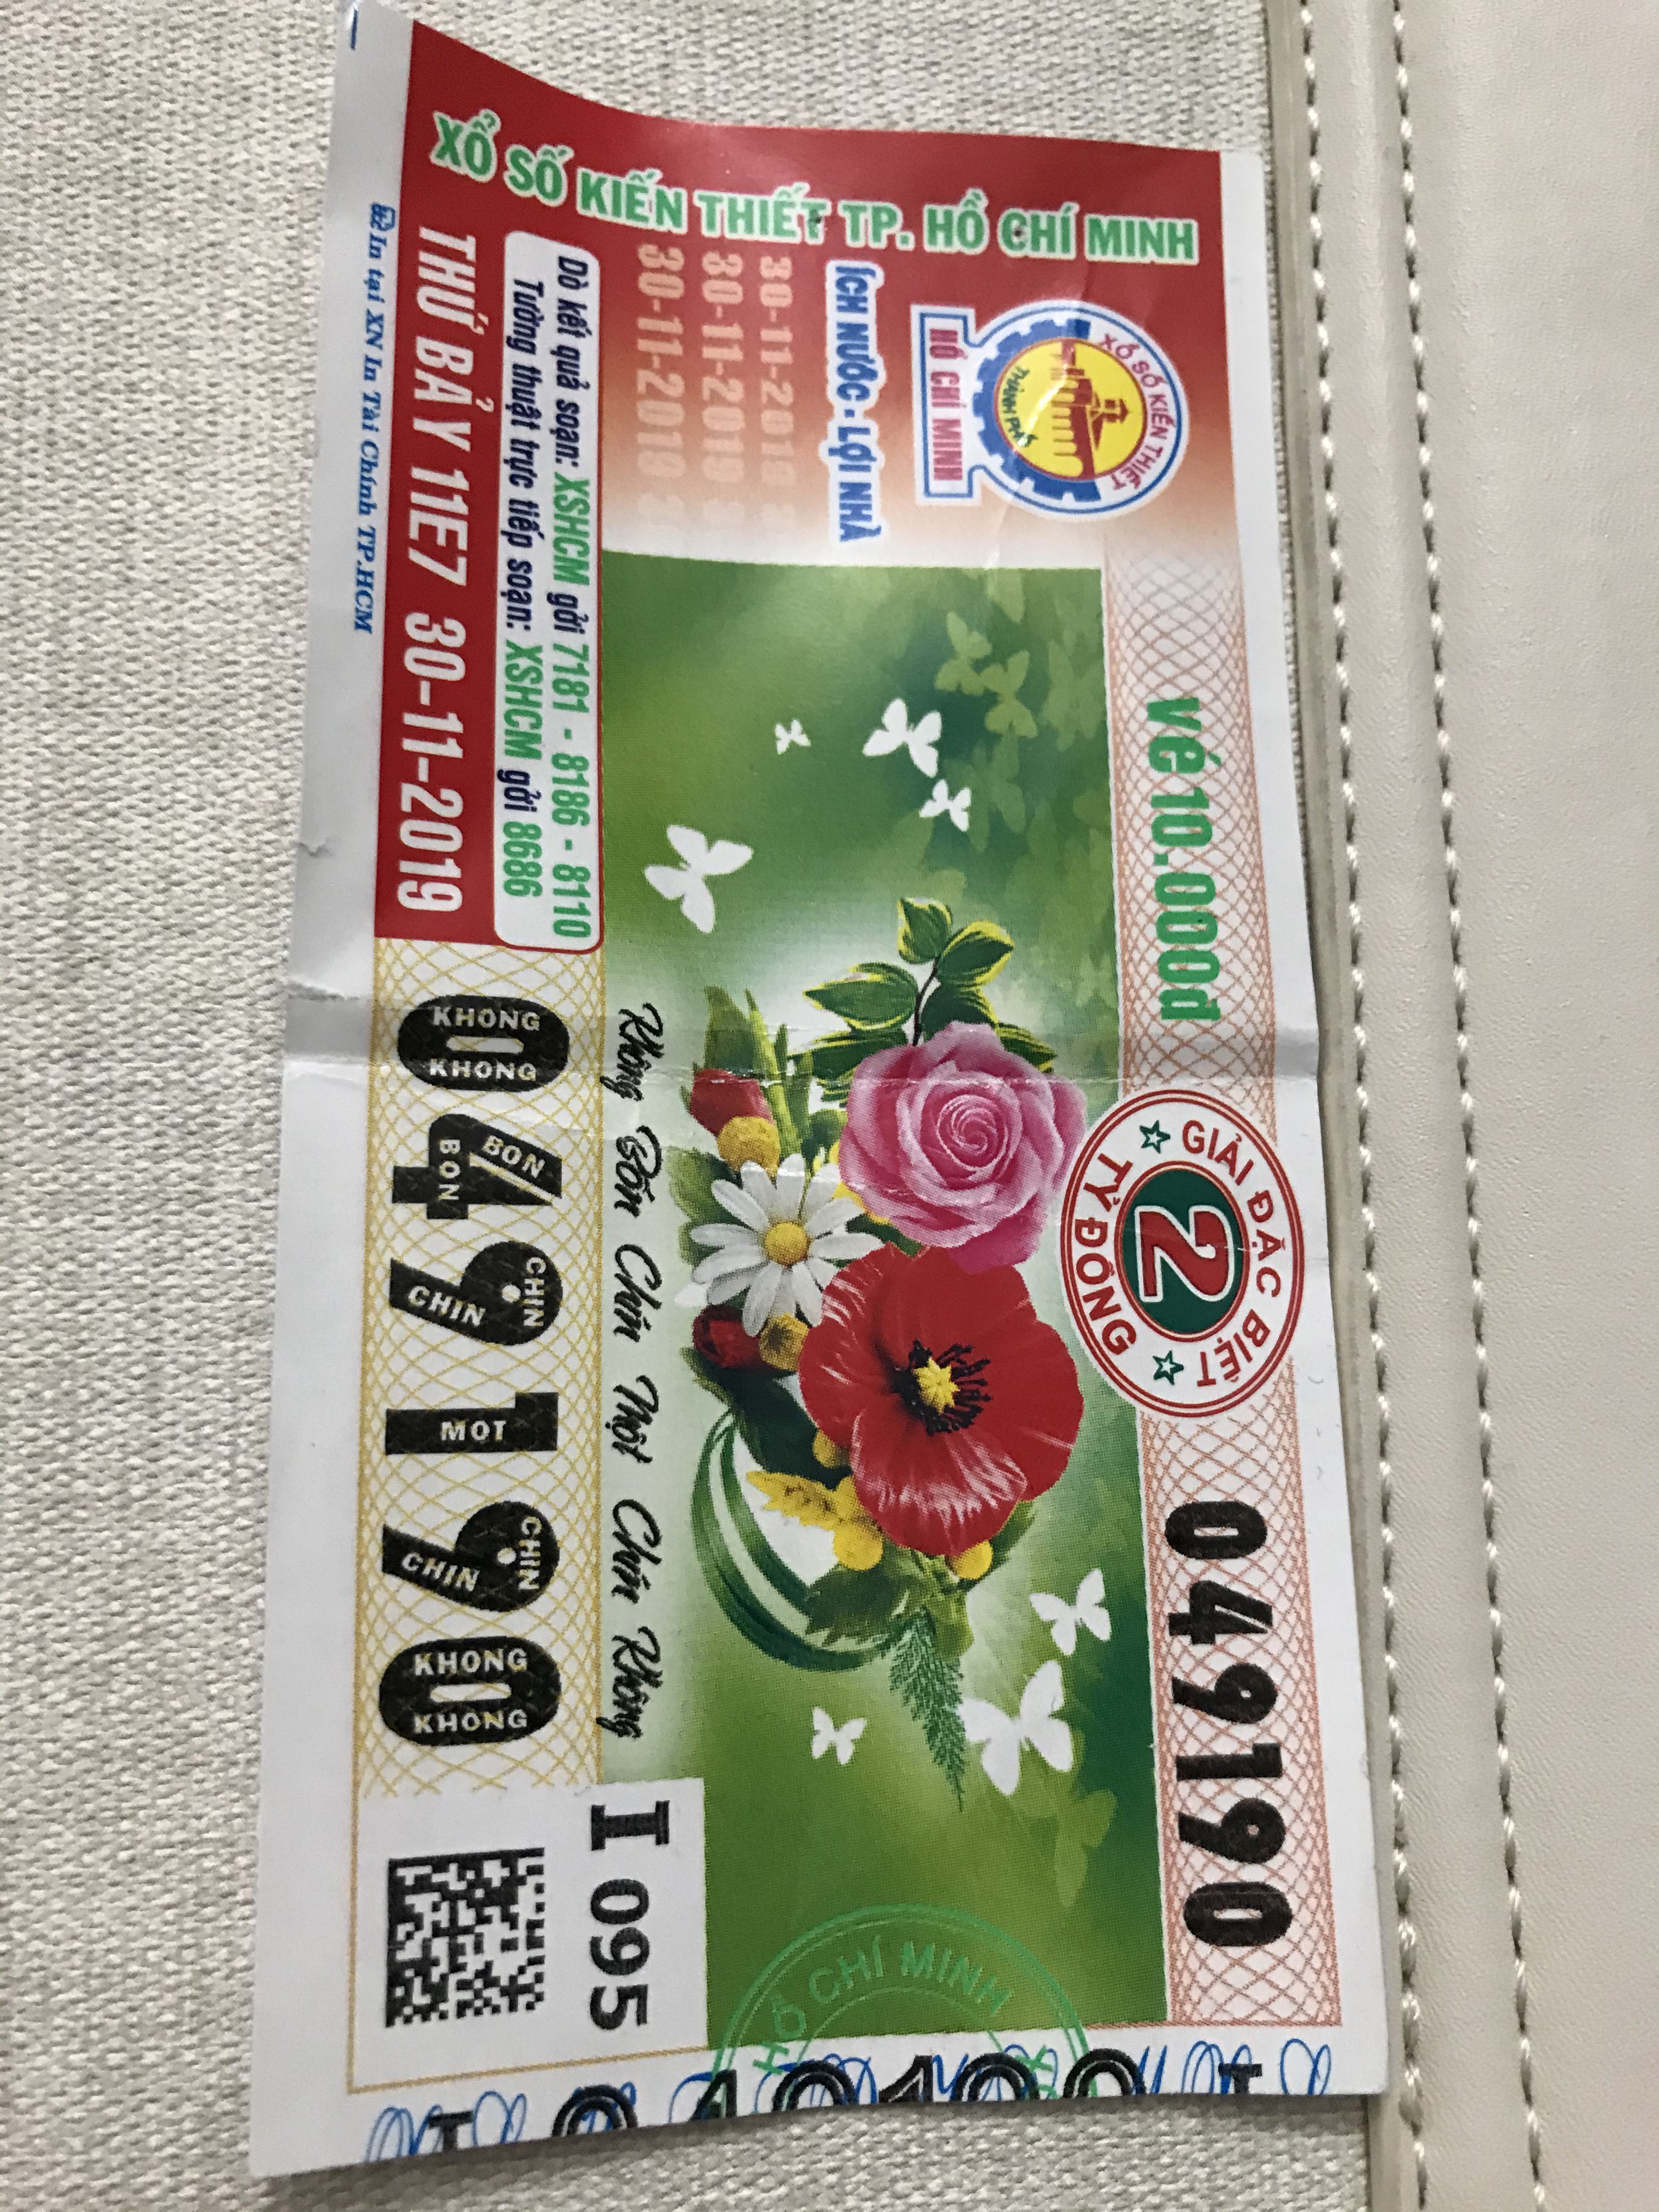 XỔ SỐ KIẾN THIẾT TP. HỒ CHÍ MINH
XỔ SỐ KIẾN THIẾT
THÀNH PHỐ
HỒ CHÍ MINH
ÍCH NƯỚC - LỢI NHÀ
30-11-2019
30-11-2019
30-11-2019
Dò kết quả soạn: XSHCM gởi 7181 - 8186 - 8110
Tường thuật trực tiếp soạn: XSHCM gởi 8686
THỨ BẢY 11E7 30-11-2019
In tại XN In Tài Chính TP.HCM
Vé 10.000đ
GIẢI ĐẶC BIỆT
2
TỶ ĐỒNG
049190
Không Bốn Chín Một Chín Không
049190
KHONG BON CHIN MOT CHIN KHONG
KHONG BON CHIN CHIN KHONG
I 095
HỒ CHÍ MINH